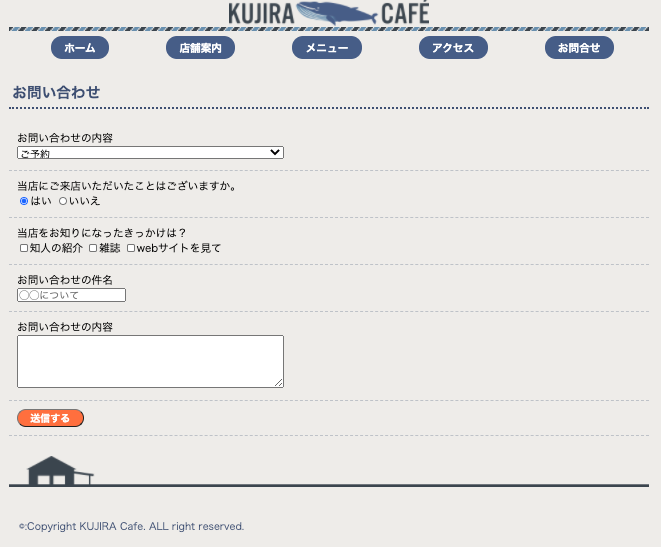 KUJIRA CAFÉ
ホーム 店舗案内 メニュー アクセス お問合せ
お問い合わせ
お問い合わせの内容
ご予約
当店にご来店いただいたことはございますか。
はい いいえ
当店をお知りになったきっかけは？
知人の紹介 雑誌 webサイトを見て
お問い合わせの件名
◯◯について
お問い合わせの内容
送信する
©:Copyright KUJIRA Cafe. ALL right reserved.